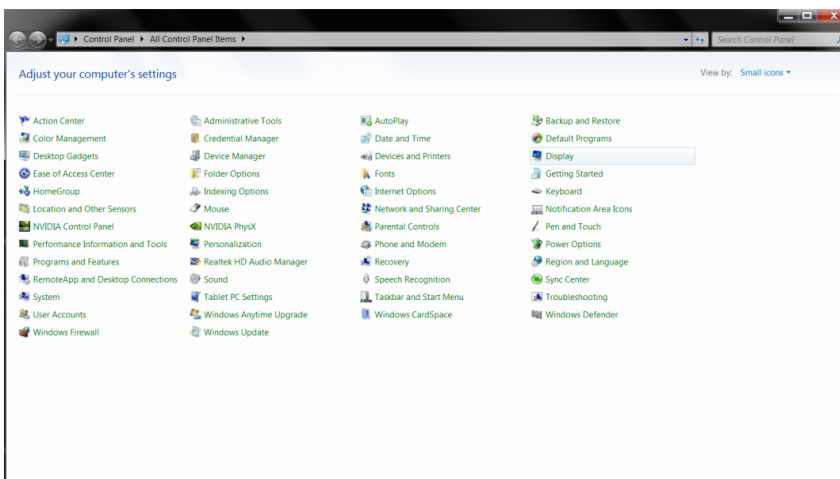 Control Panel All Control Panel Items Search Control Panel
Adjust your computer's settings View by: Small icons
Action Center Administrative Tools AutoPlay Backup and Restore
Color Management Credential Manager Date and Time Default Programs
Desktop Gadgets Device Manager Devices and Printers Display
Ease of Access Center Folder Options Fonts Getting Started
HomeGroup Indexing Options Internet Options Keyboard
Location and Other Sensors Mouse Network and Sharing Center Notification Area Icons
NVIDIA Control Panel NVIDIA PhysX Parental Controls Pen and Touch
Performance Information and Tools Personalization Phone and Modem Power Options
Programs and Features Realtek HD Audio Manager Recovery Region and Language
RemoteApp and Desktop Connections Sound Speech Recognition Sync Center
System Tablet PC Settings Taskbar and Start Menu Troubleshooting
User Accounts Windows Anytime Upgrade Windows CardSpace Windows Defender
Windows Firewall Windows Update